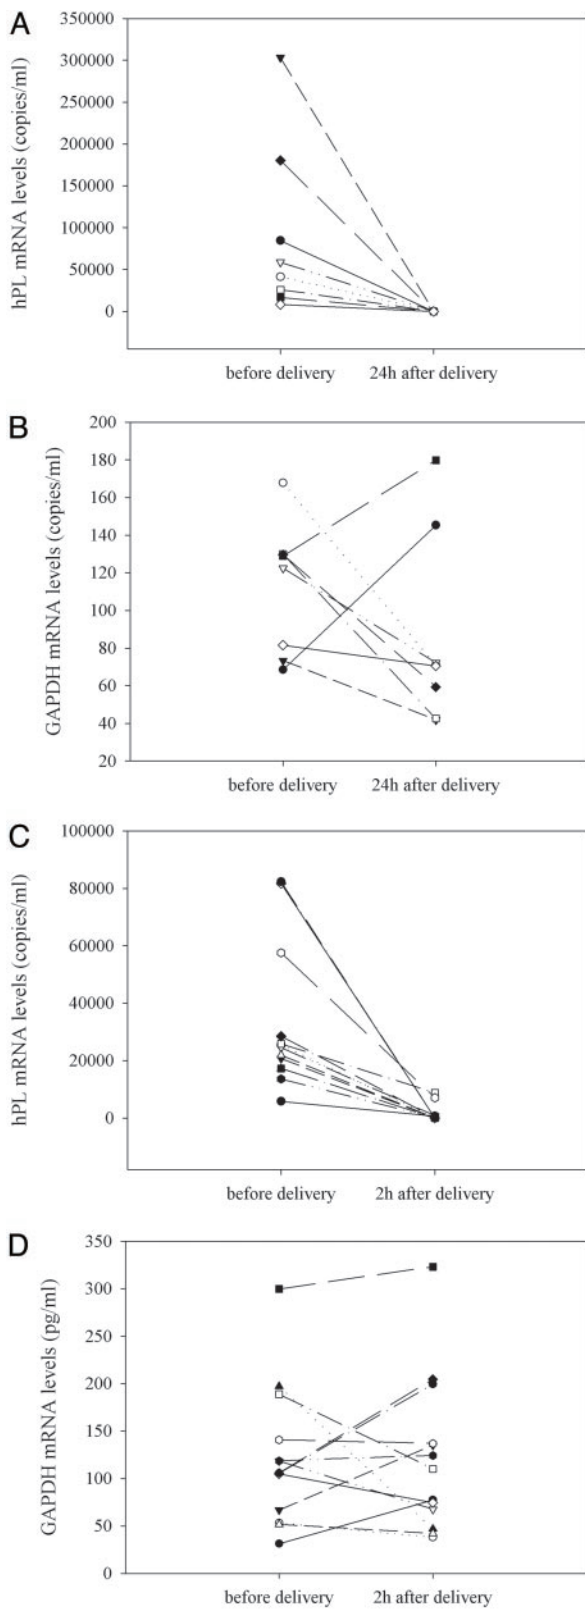 A
hPL mRNA levels (copies/ml)
350000
300000
250000
200000
150000
100000
50000
0
before delivery 24h after delivery
B
GAPDH mRNA levels (copies/ml)
200
180
160
140
120
100
80
60
40
20
before delivery 24h after delivery
C
hPL mRNA levels (copies/ml)
100000
80000
60000
40000
20000
0
before delivery 2h after delivery
D
GAPDH mRNA levels (pg/ml)
350
300
250
200
150
100
50
0
before delivery 2h after delivery